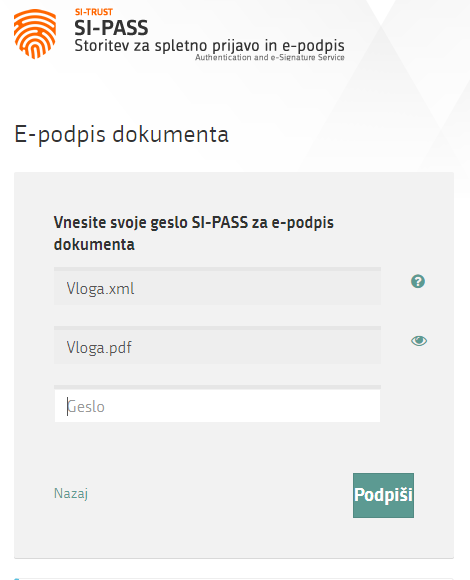 SI-TRUST
SI-PASS
Storitev za spletno prijavo in e-podpis
Authentication and e-Signature Service
E-podpis dokumenta
Vnesite svoje geslo SI-PASS za e-podpis
dokumenta
Vloga.xml
Vloga.pdf
Geslo
Nazaj
Podpiši